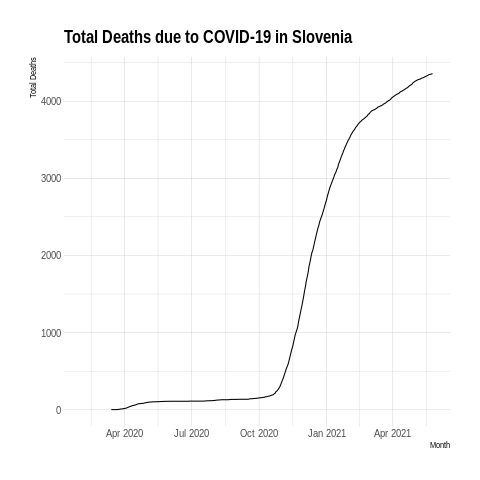 Total Deaths due to COVID-19 in Slovenia
Total Deaths
4000
3000
2000
1000
0
Apr 2020 Jul 2020 Oct 2020 Jan 2021 Apr 2021
Month